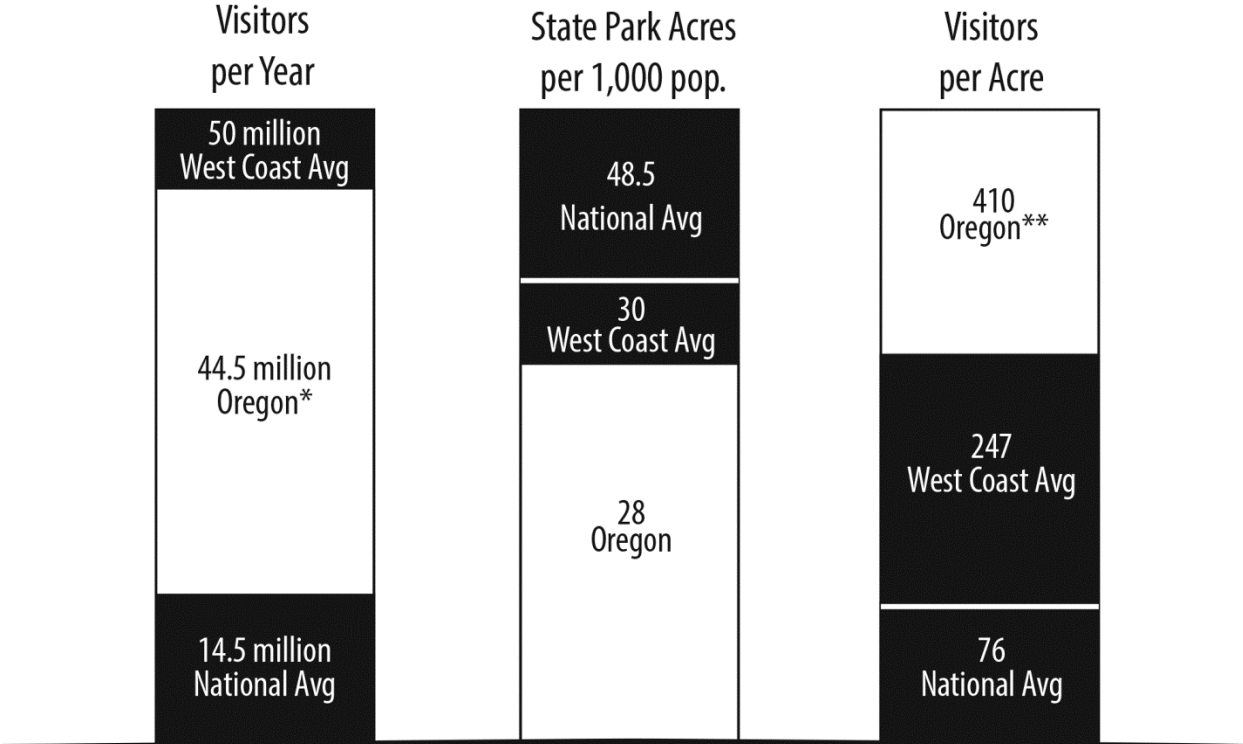 Visitors
per Year
50 million
West Coast Avg
44.5 million
Oregon*
14.5 million
National Avg
State Park Acres
per 1,000 pop.
48.5
National Avg
30
West Coast Avg
28
Oregon
Visitors
per Acre
410
Oregon**
247
West Coast Avg
76
National Avg